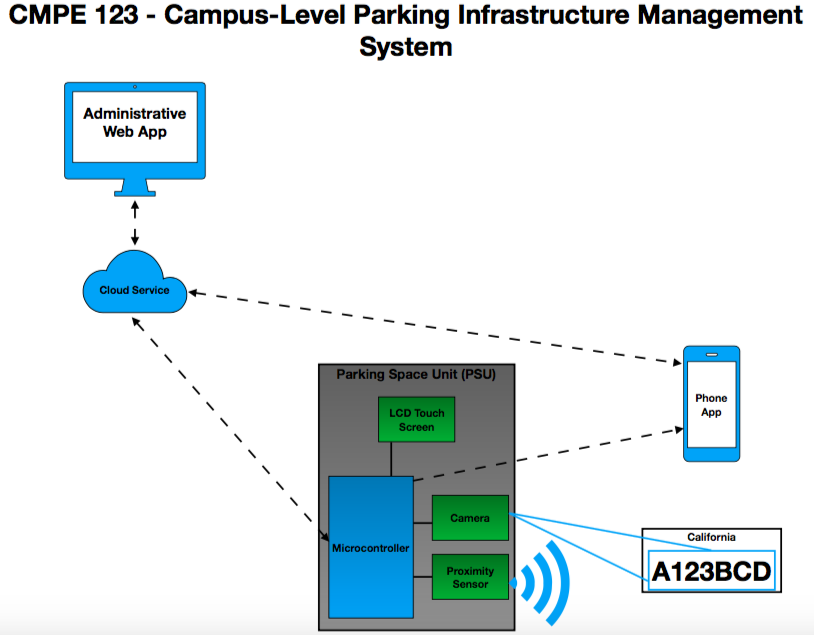 CMPE 123 - Campus-Level Parking Infrastructure Management
System
Administrative
Web App
Cloud Service
Parking Space Unit (PSU)
LCD Touch
Screen
Phone
App
Camera
Microcontroller
Proximity
Sensor
California
A123BCD